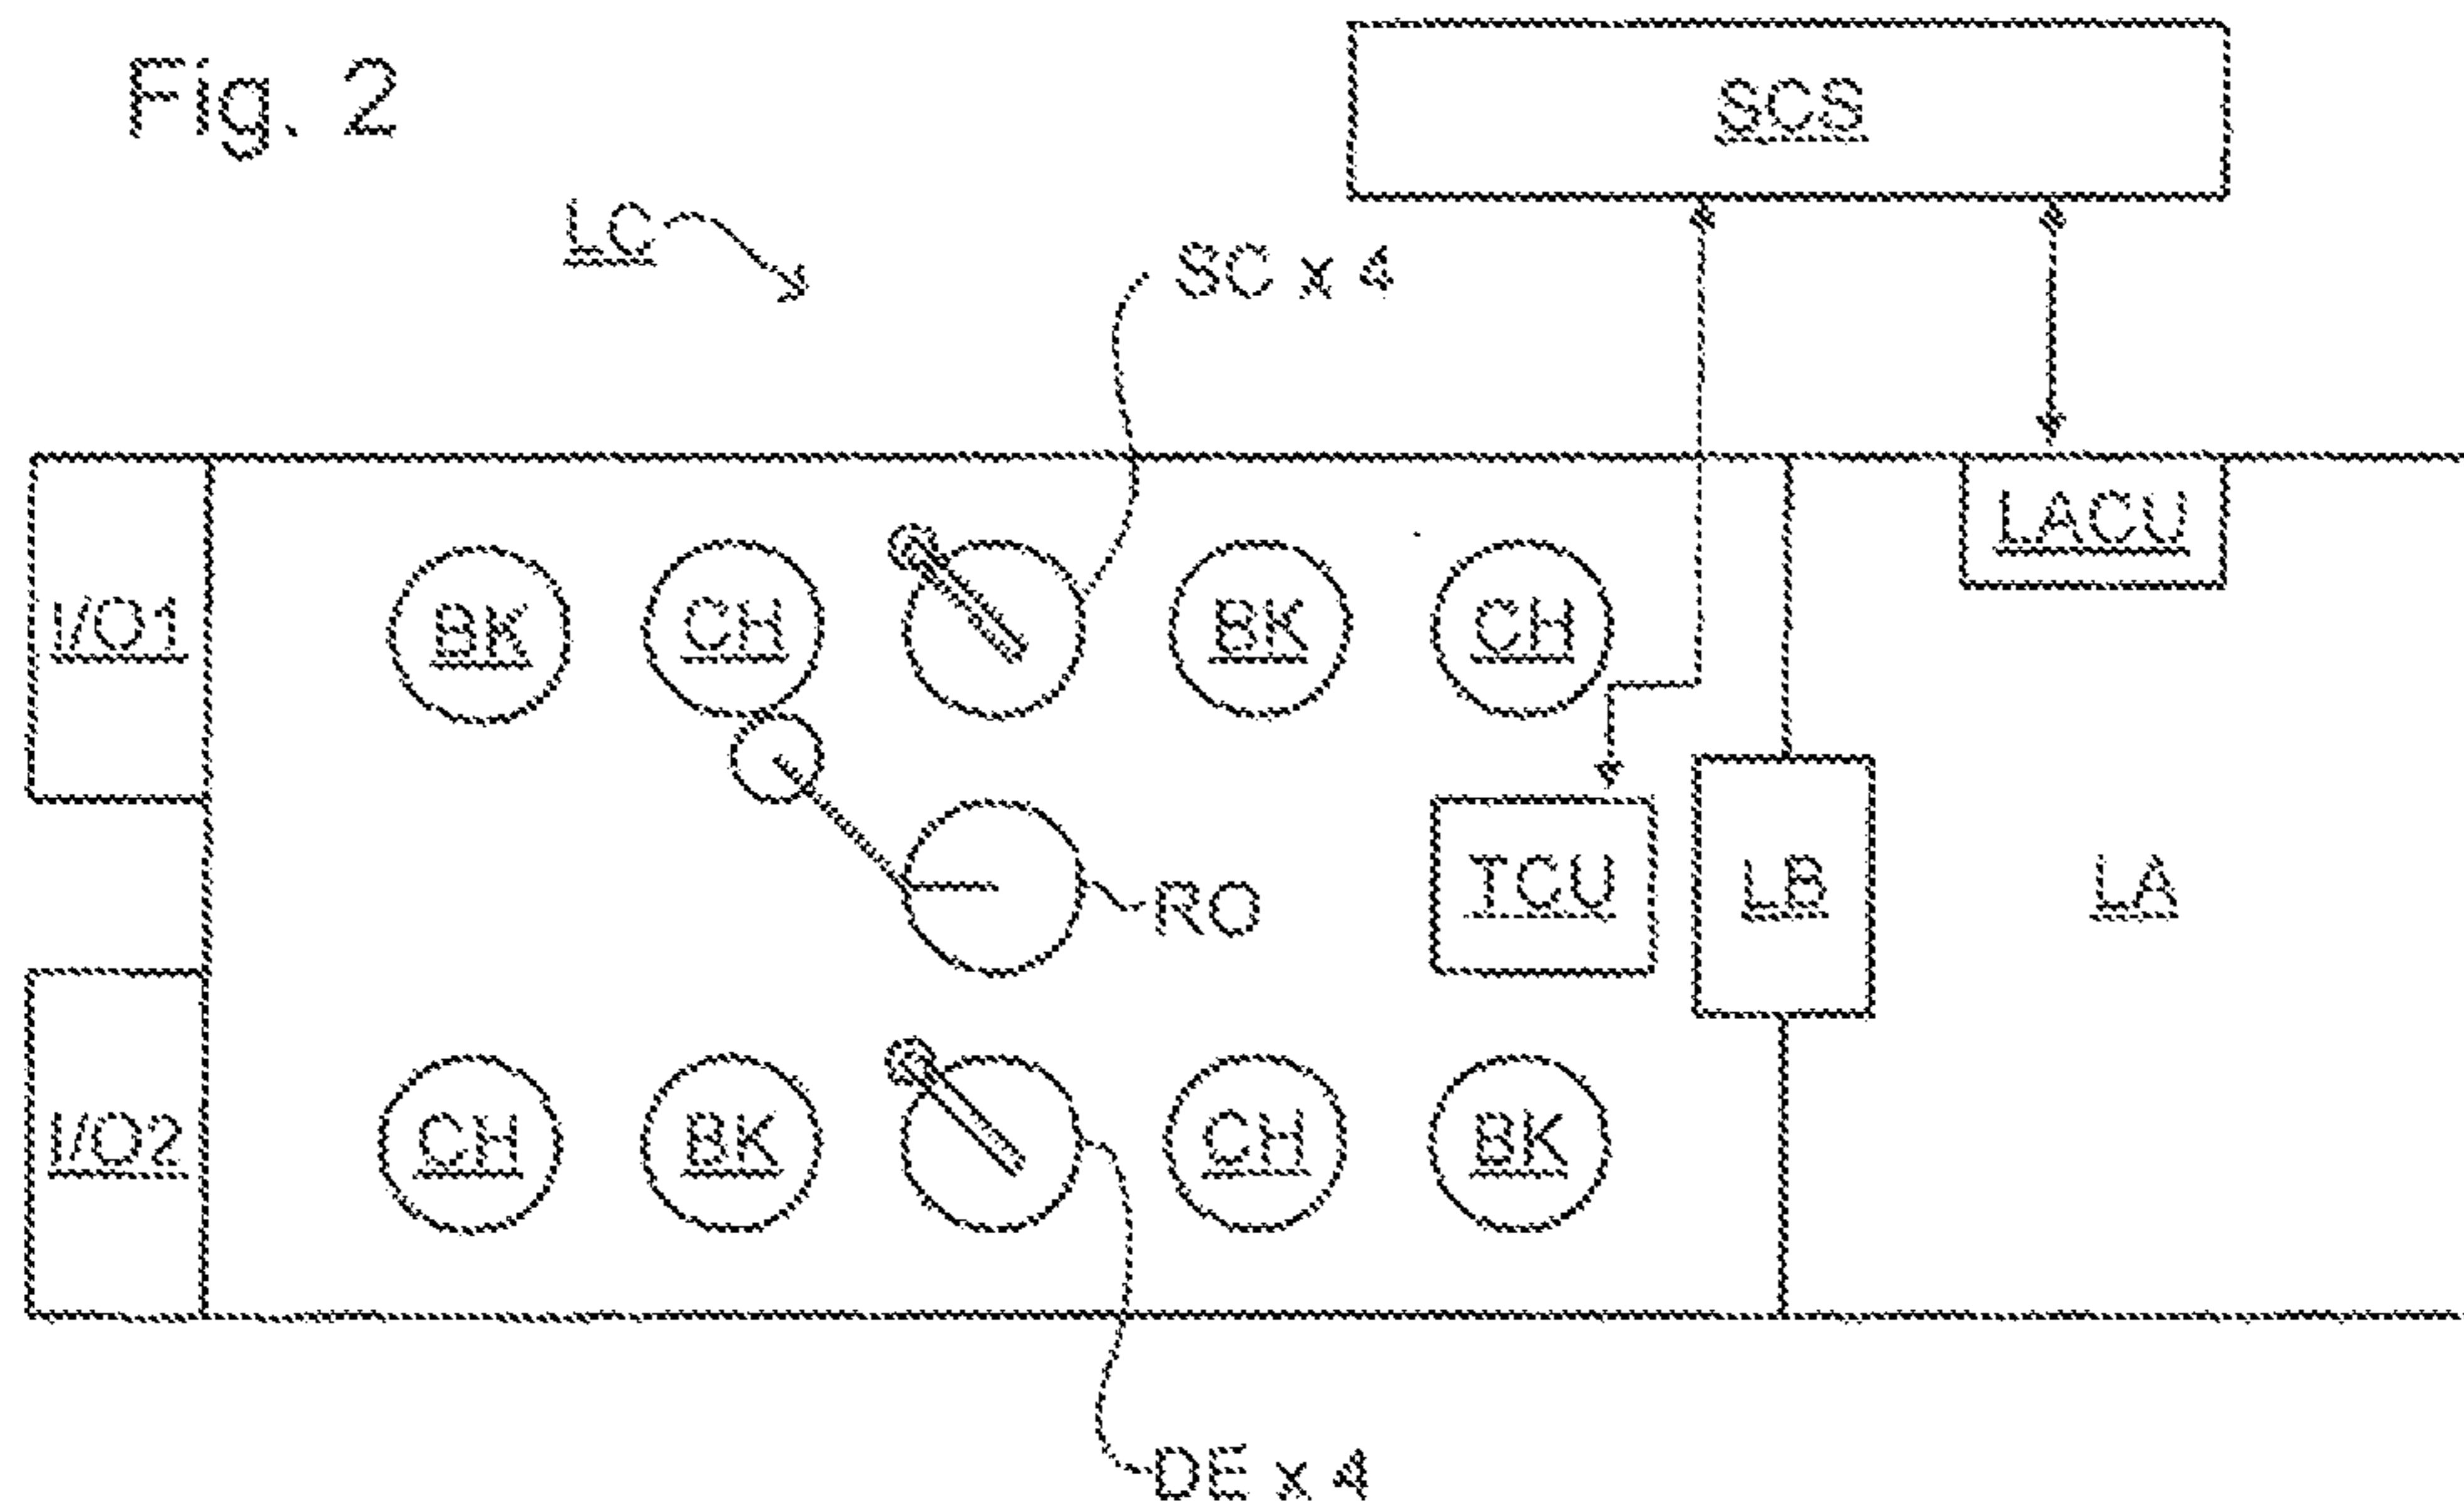 Fig. 2
SCS
LC
SC x 4
LACU
I/O1
BK
CH
BK
CH
RO
TCU
LB
LA
I/O2
CH
BK
CH
BK
DE x 4